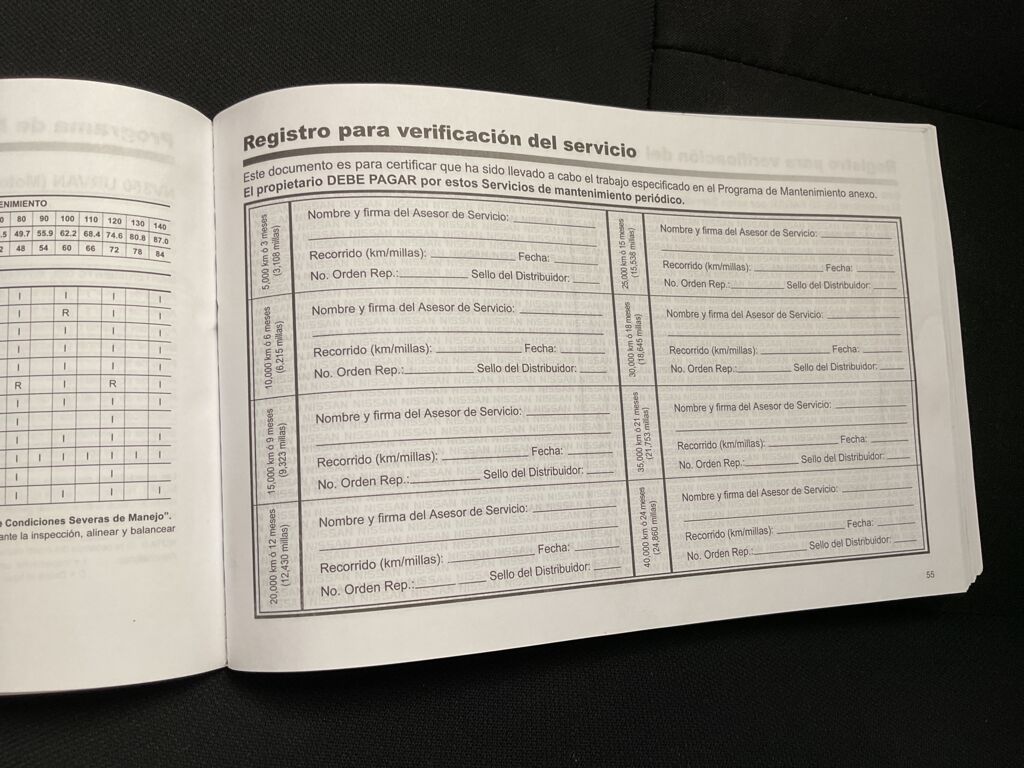 ENIMIENTO
80 90 100 110 120 130 140
49.7 55.9 62.2 68.4 74.6 80.8 87.0
48 54 60 66 72 78 84
I I I I
I R I I
I I I I
I I I I
I I I I
R I R I
I I
I I I I
I I I I I I I
I I
I I I I
Condiciones Severas de Manejo".
ante la inspección, alinear y balancear
Registro para verificación del servicio
Este documento es para certificar que ha sido llevado a cabo el trabajo especificado en el Programa de Mantenimiento anexo.
El propietario DEBE PAGAR por estos Servicios de mantenimiento periódico.
5,000 km ó 3 meses
(3,108 millas)
Nombre y firma del Asesor de Servicio:
Recorrido (km/millas): Fecha:
No. Orden Rep.: Sello del Distribuidor:
10,000 km ó 6 meses
(6,215 millas)
Nombre y firma del Asesor de Servicio:
Recorrido (km/millas): Fecha:
No. Orden Rep.: Sello del Distribuidor:
15,000 km ó 9 meses
(9,323 millas)
Nombre y firma del Asesor de Servicio:
Recorrido (km/millas): Fecha:
No. Orden Rep.: Sello del Distribuidor:
20,000 km ó 12 meses
(12,430 millas)
Nombre y firma del Asesor de Servicio:
Recorrido (km/millas): Fecha:
No. Orden Rep.: Sello del Distribuidor:
25,000 km ó 15 meses
(15,538 millas)
Nombre y firma del Asesor de Servicio:
Recorrido (km/millas): Fecha:
No. Orden Rep.: Sello del Distribuidor:
30,000 km ó 18 meses
(18,645 millas)
Nombre y firma del Asesor de Servicio:
Recorrido (km/millas): Fecha:
No. Orden Rep.: Sello del Distribuidor:
35,000 km ó 21 meses
(21,753 millas)
Nombre y firma del Asesor de Servicio:
Recorrido (km/millas): Fecha:
No. Orden Rep.: Sello del Distribuidor:
40,000 km ó 24 meses
(24,860 millas)
Nombre y firma del Asesor de Servicio:
Recorrido (km/millas): Fecha:
No. Orden Rep.: Sello del Distribuidor:
55